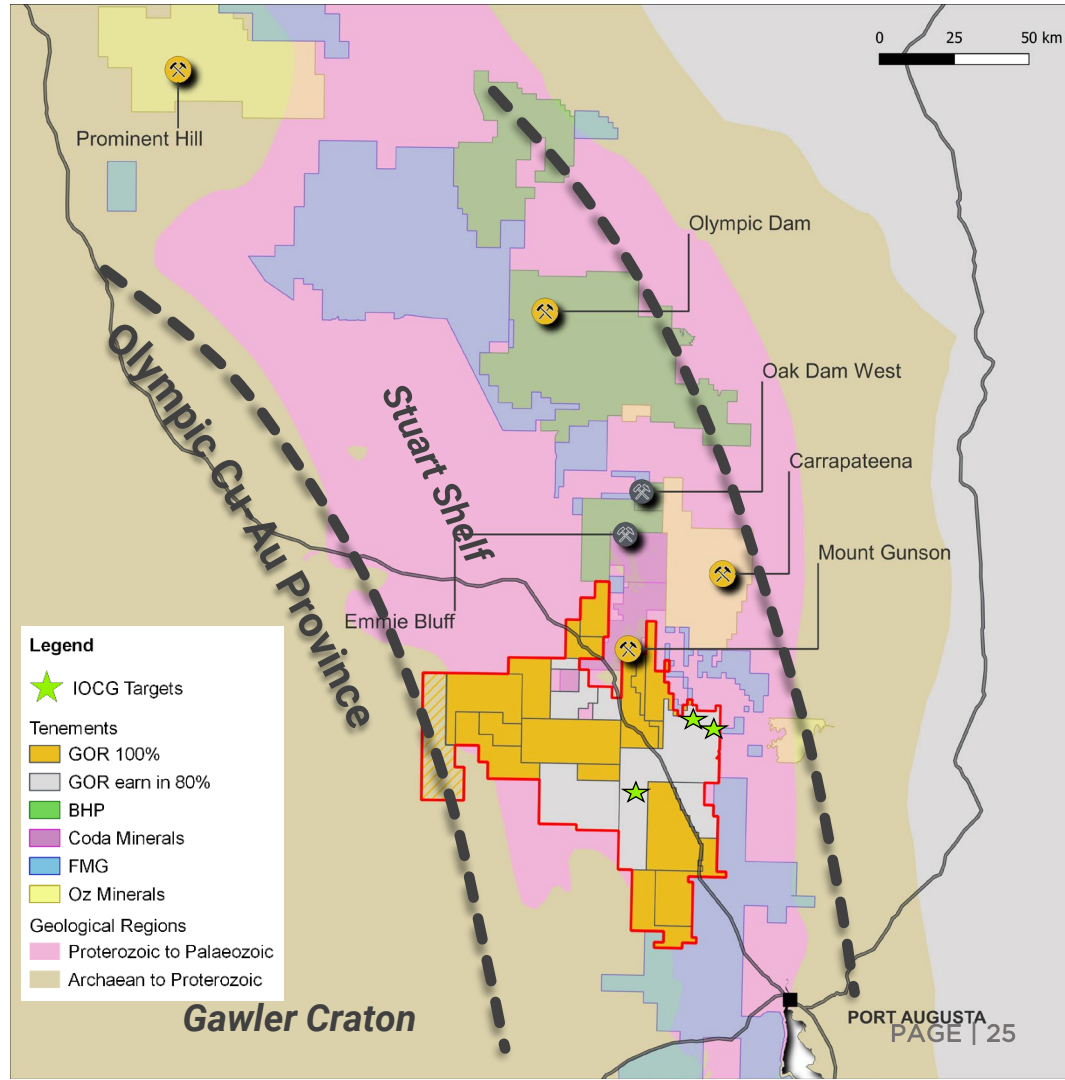 0 25 50 km
Prominent Hill
Olympic Dam
Oak Dam West
Carrapateena
Mount Gunson
Emmie Bluff
Olympic Cu-Au Province
Stuart Shelf
Legend
IOCG Targets
Tenements
GOR 100%
GOR earn in 80%
BHP
Coda Minerals
FMG
Oz Minerals
Geological Regions
Proterozoic to Palaeozoic
Archaean to Proterozoic
Gawler Craton
PORT AUGUSTA
PAGE | 25